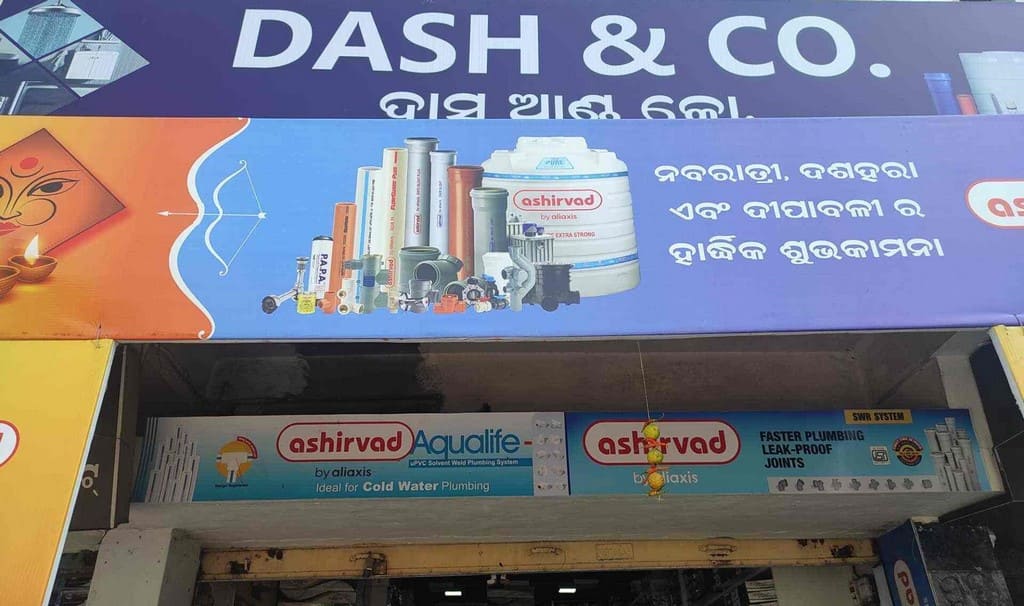 DASH & CO.
ଦାସ ଆଣ୍ଡ କୋ.
ନବରାତ୍ରୀ, ଦଶହରା
ଏବଂ ଦୀପାବଳୀ ର
ହାର୍ଦ୍ଦିକ ଶୁଭକାମନା
PURE
ashirvad
by aliaxis
EXTRA STRONG
P.A.P.A.
ashirvad
by aliaxis
Aqualife
uPVC Solvent Weld Plumbing System
Ideal for Cold Water Plumbing
ashirvad
by aliaxis
SWR SYSTEM
FASTER PLUMBING
LEAK-PROOF
JOINTS